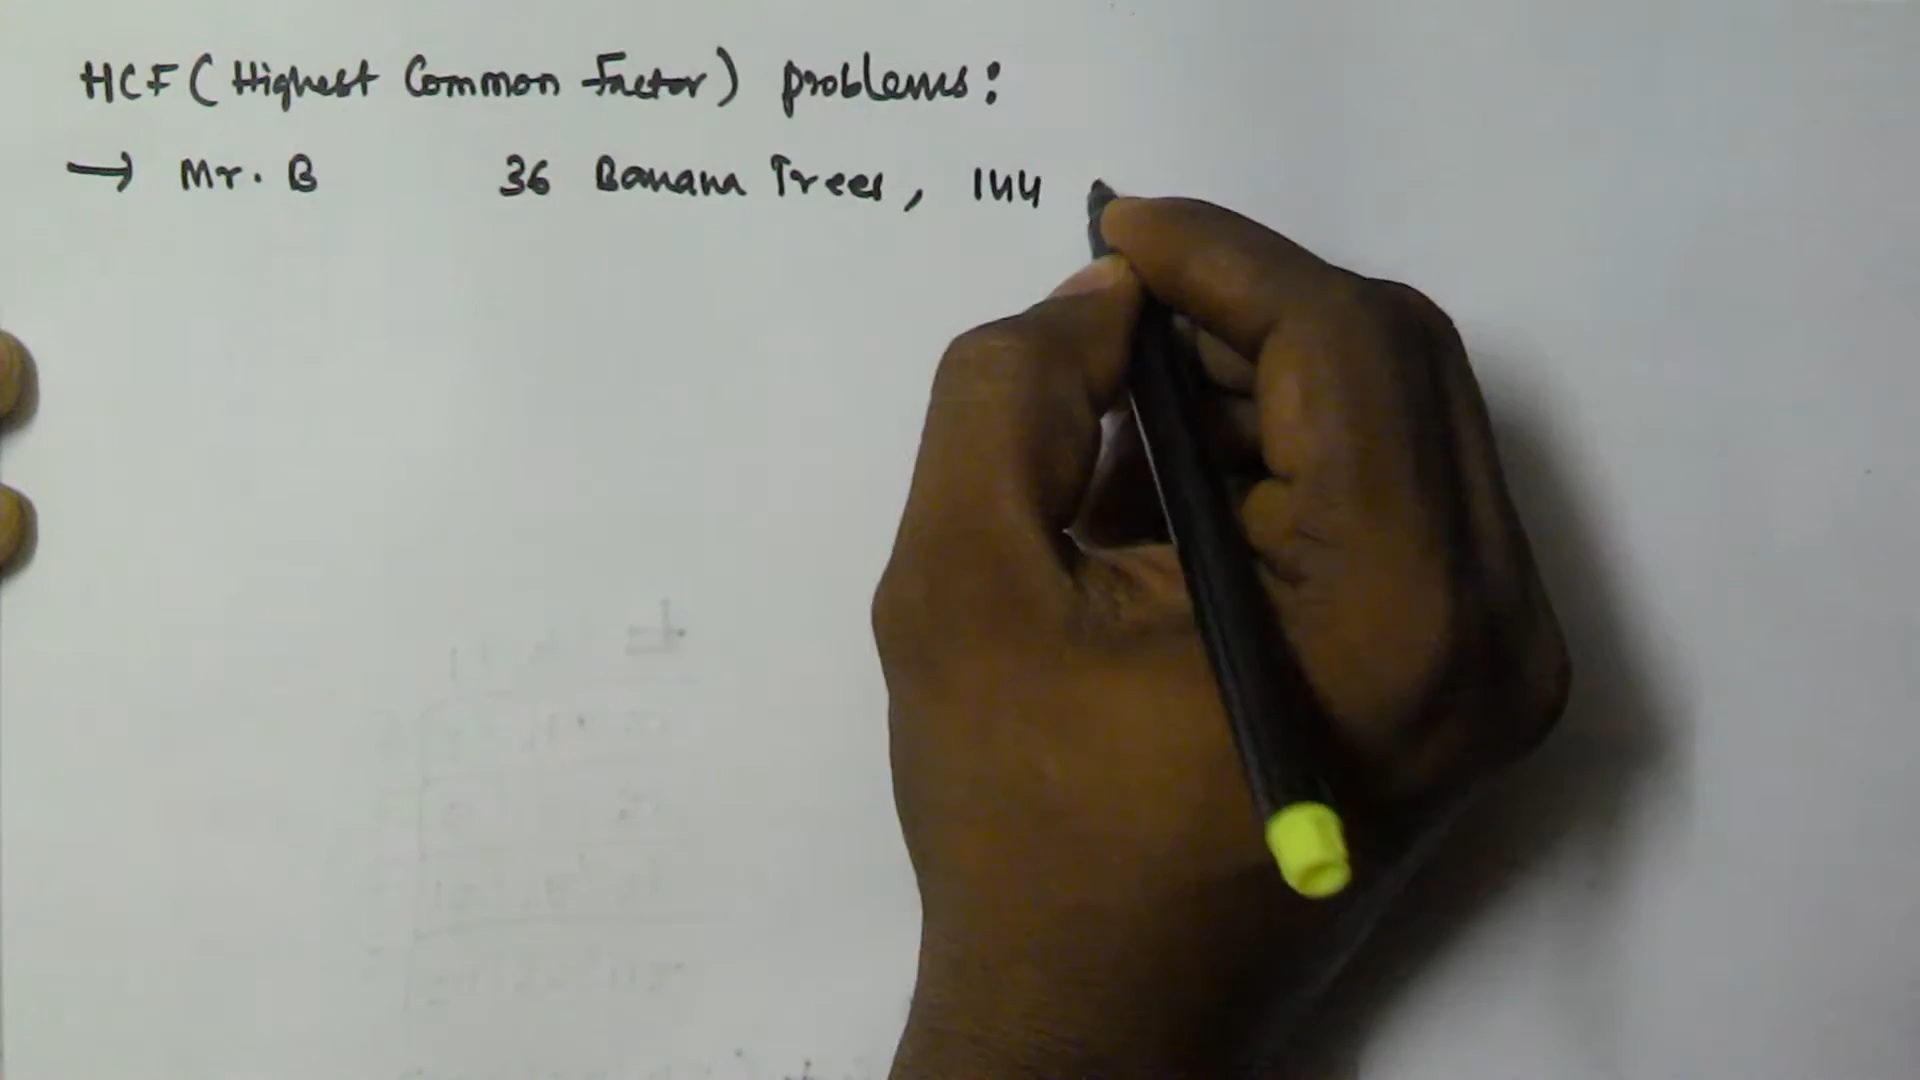 HCF (Highest Common Factor) problems:
→ Mr. B 36 Banana Trees, 144